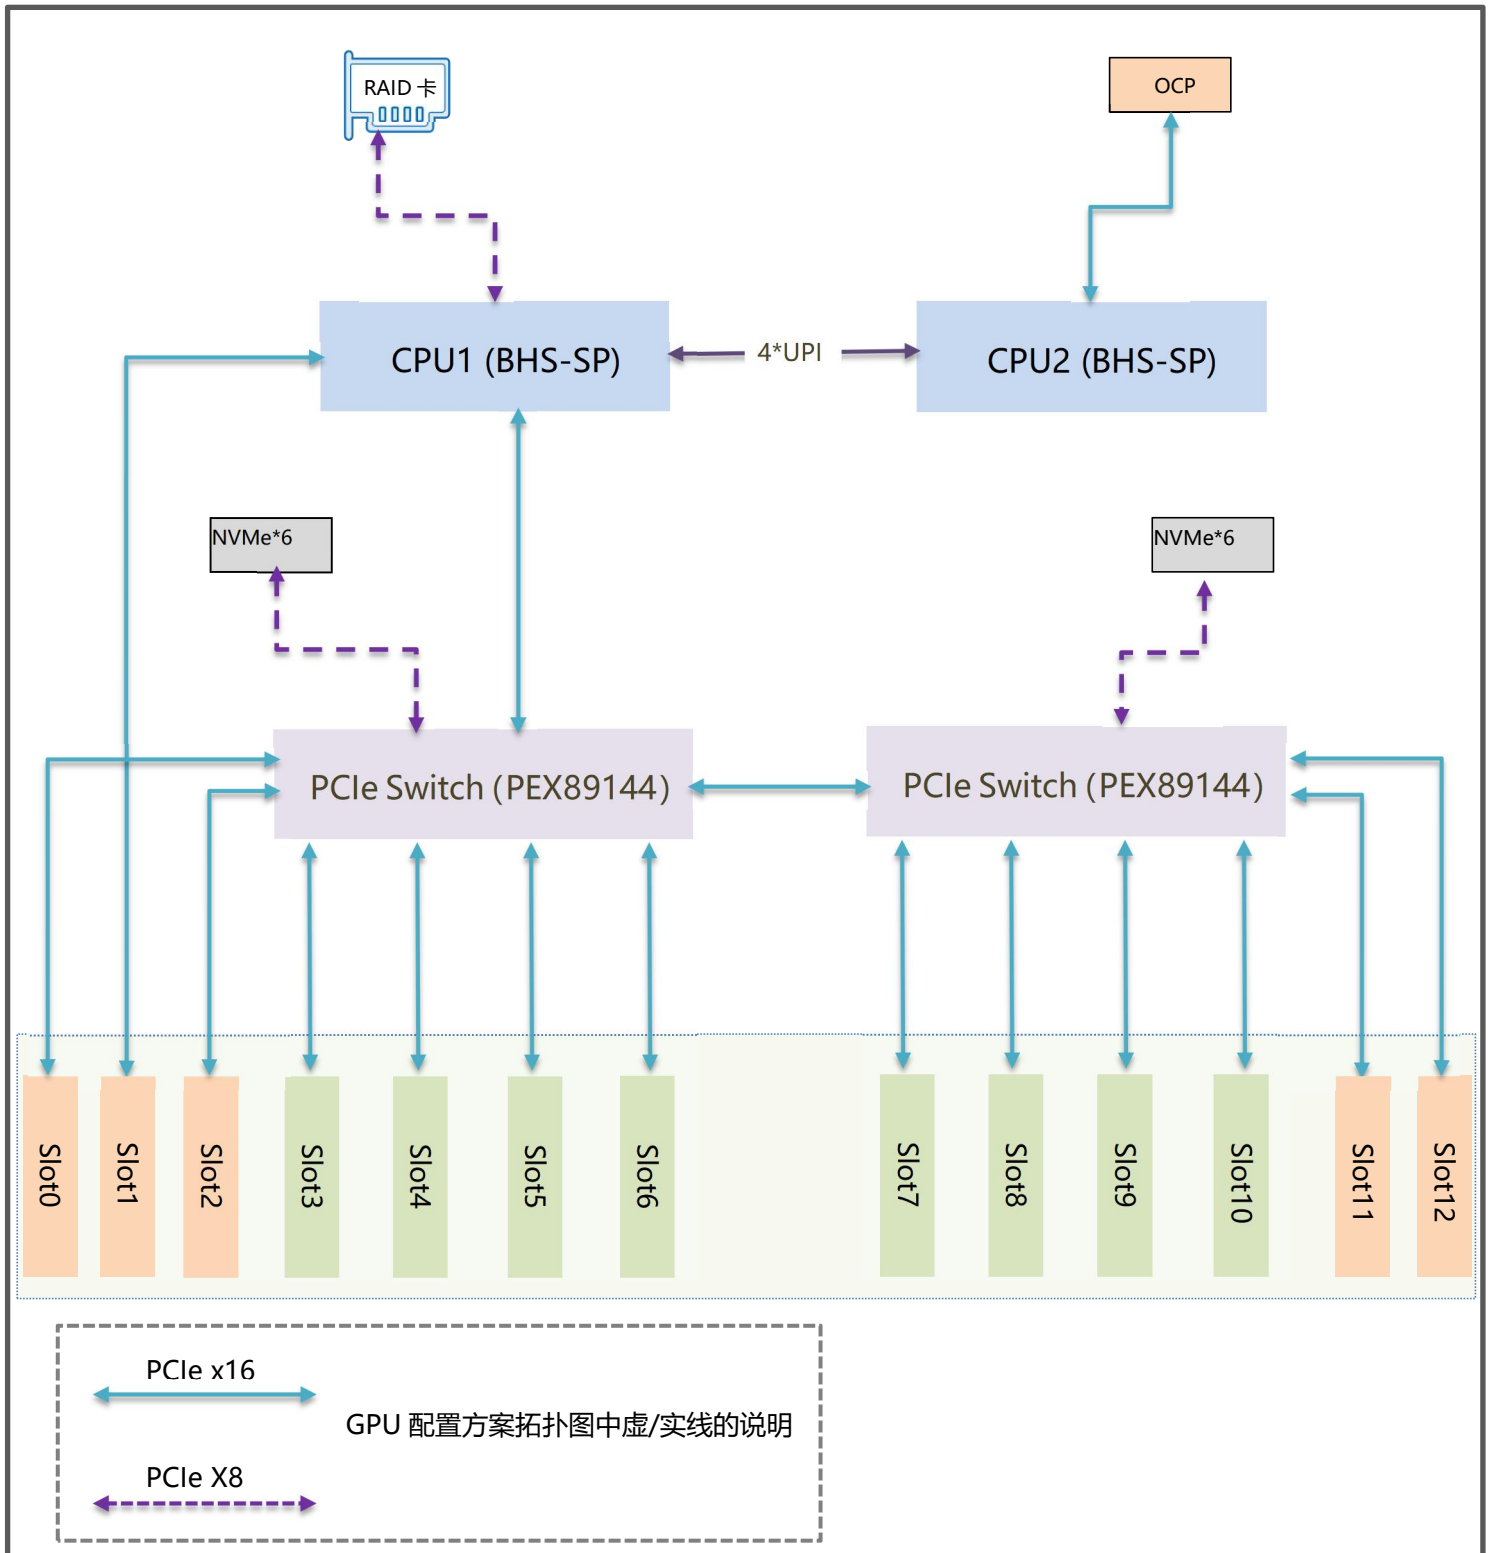 RAID 卡
OCP
CPU1 (BHS-SP)
4*UPI
CPU2 (BHS-SP)
NVMe*6
NVMe*6
PCIe Switch (PEX89144)
PCIe Switch (PEX89144)
Slot0
Slot1
Slot2
Slot3
Slot4
Slot5
Slot6
Slot7
Slot8
Slot9
Slot10
Slot11
Slot12
PCIe x16
GPU 配置方案拓扑图中虚/实线的说明
PCIe X8